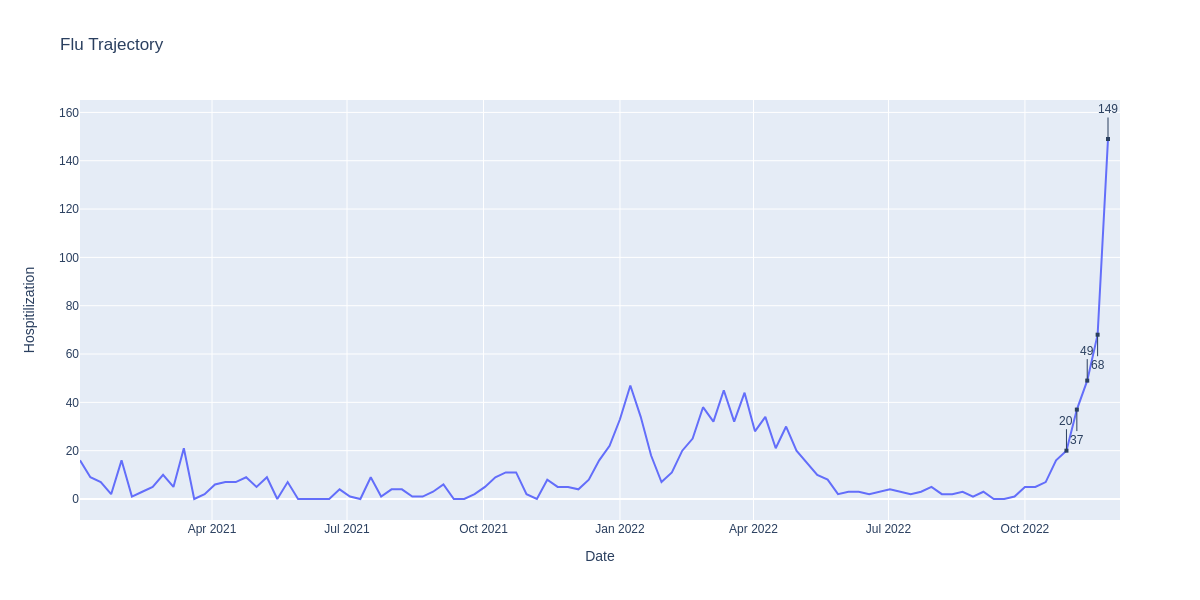 Flu Trajectory
149
160
140
120
100
80
60
40
20
0
49
68
20
37
Hospitilization
Apr 2021
Jul 2021
Oct 2021
Jan 2022
Apr 2022
Jul 2022
Oct 2022
Date